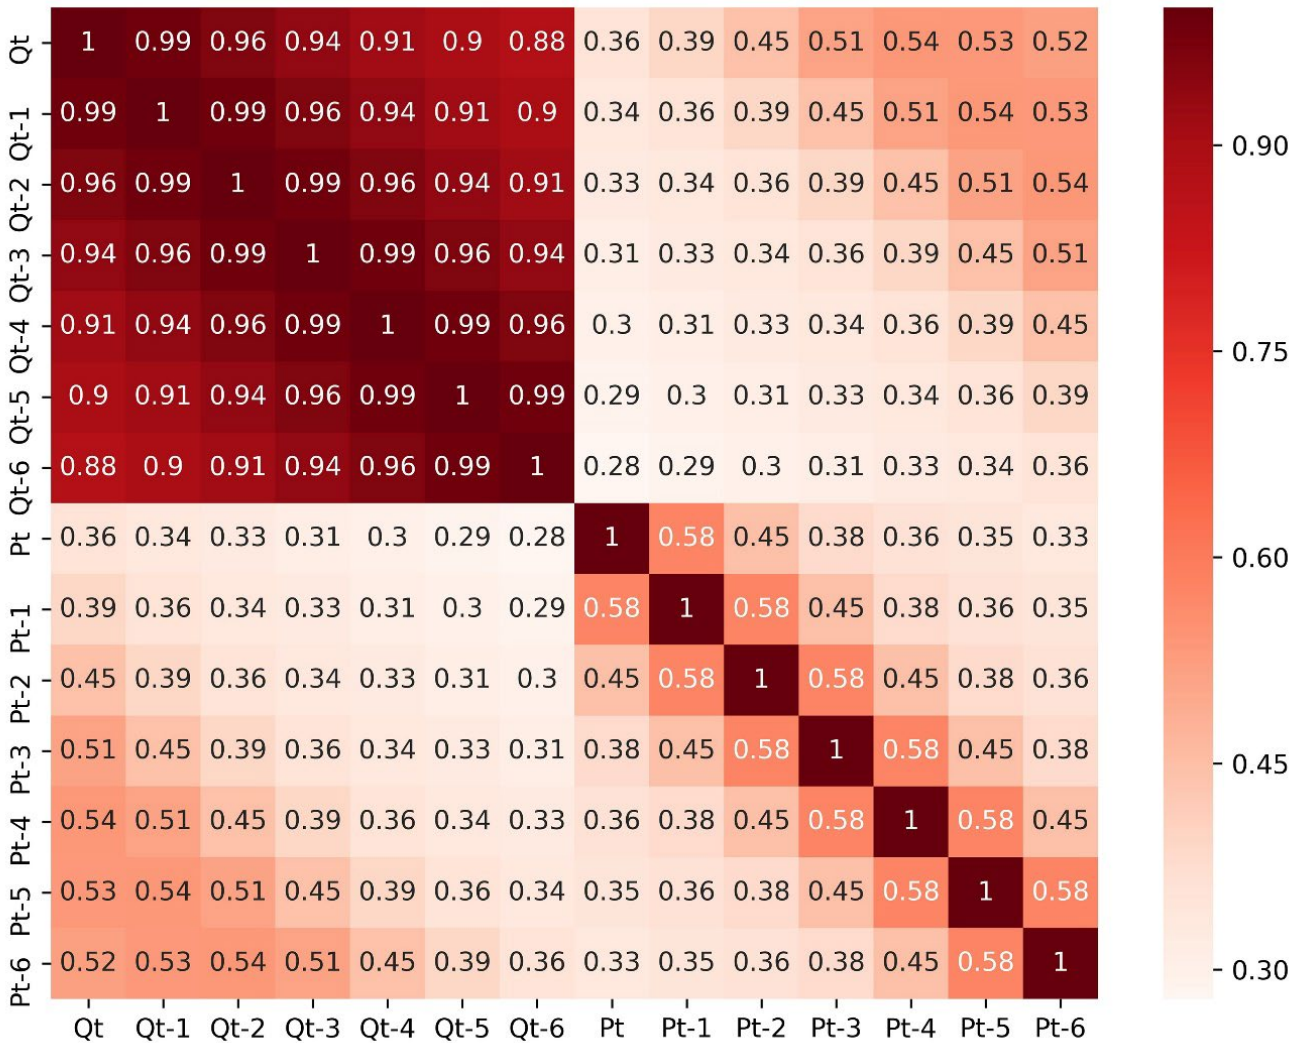 Qt 1 0.99 0.96 0.94 0.91 0.9 0.88 0.36 0.39 0.45 0.51 0.54 0.53 0.52
Qt-1 0.99 1 0.99 0.96 0.94 0.91 0.9 0.34 0.36 0.39 0.45 0.51 0.54 0.53
0.90
Qt-2 0.96 0.99 1 0.99 0.96 0.94 0.91 0.33 0.34 0.36 0.39 0.45 0.51 0.54
Qt-3 0.94 0.96 0.99 1 0.99 0.96 0.94 0.31 0.33 0.34 0.36 0.39 0.45 0.51
Qt-4 0.91 0.94 0.96 0.99 1 0.99 0.96 0.3 0.31 0.33 0.34 0.36 0.39 0.45
0.75
Qt-5 0.9 0.91 0.94 0.96 0.99 1 0.99 0.29 0.3 0.31 0.33 0.34 0.36 0.39
Qt-6 0.88 0.9 0.91 0.94 0.96 0.99 1 0.28 0.29 0.3 0.31 0.33 0.34 0.36
Pt 0.36 0.34 0.33 0.31 0.3 0.29 0.28 1 0.58 0.45 0.38 0.36 0.35 0.33
0.60
Pt-1 0.39 0.36 0.34 0.33 0.31 0.3 0.29 0.58 1 0.58 0.45 0.38 0.36 0.35
Pt-2 0.45 0.39 0.36 0.34 0.33 0.31 0.3 0.45 0.58 1 0.58 0.45 0.38 0.36
Pt-3 0.51 0.45 0.39 0.36 0.34 0.33 0.31 0.38 0.45 0.58 1 0.58 0.45 0.38
0.45
Pt-4 0.54 0.51 0.45 0.39 0.36 0.34 0.33 0.36 0.38 0.45 0.58 1 0.58 0.45
Pt-5 0.53 0.54 0.51 0.45 0.39 0.36 0.34 0.35 0.36 0.38 0.45 0.58 1 0.58
Pt-6 0.52 0.53 0.54 0.51 0.45 0.39 0.36 0.33 0.35 0.36 0.38 0.45 0.58 1
0.30
Qt Qt-1 Qt-2 Qt-3 Qt-4 Qt-5 Qt-6 Pt Pt-1 Pt-2 Pt-3 Pt-4 Pt-5 Pt-6